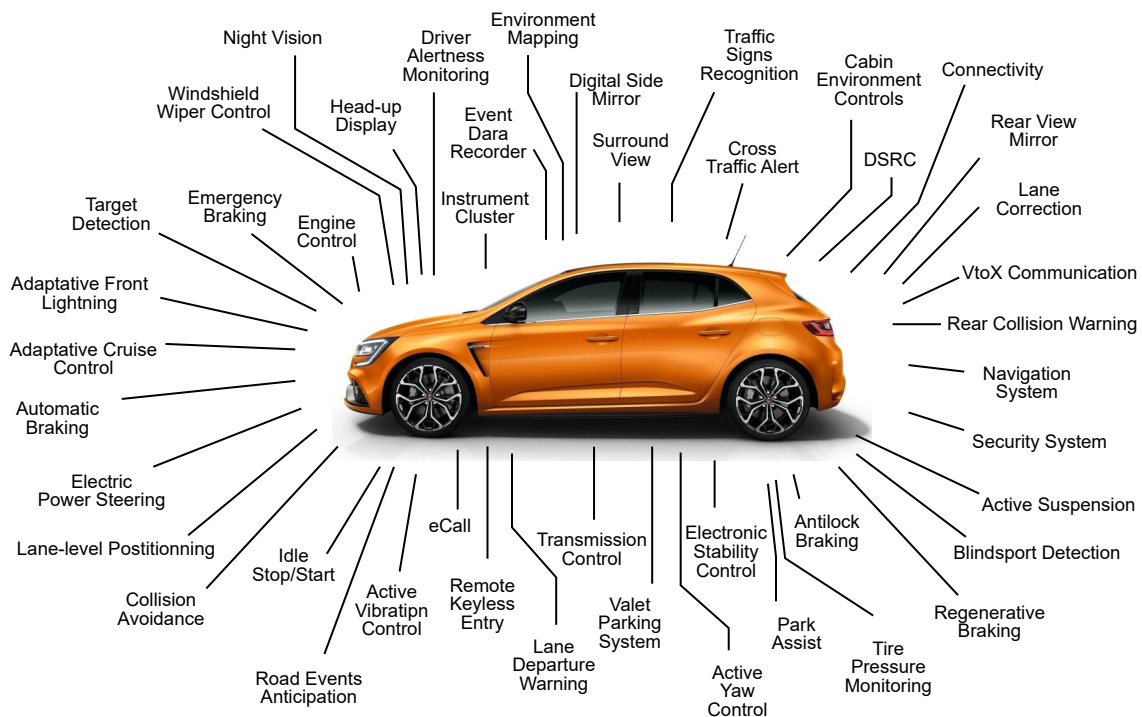 Night Vision
Driver
Alertness
Monitoring
Environment
Mapping
Digital Side
Mirror
Traffic
Signs
Recognition
Cabin
Environment
Controls
Connectivity
Windshield
Wiper Control
Head-up
Display
Event
Dara
Recorder
Surround
View
Cross
Traffic Alert
DSRC
Rear View
Mirror
Target
Detection
Emergency
Braking
Engine
Control
Instrument
Cluster
Lane
Correction
Adaptative Front
Lightning
VtoX Communication
Adaptative Cruise
Control
Rear Collision Warning
Automatic
Braking
Navigation
System
Electric
Power Steering
Security System
Lane-level Postitionning
Idle
Stop/Start
eCall
Transmission
Control
Electronic
Stability
Control
Antilock
Braking
Active Suspension
Blindsport Detection
Collision
Avoidance
Active
Vibratipn
Control
Remote
Keyless
Entry
Valet
Parking
System
Park
Assist
Regenerative
Braking
Road Events
Anticipation
Lane
Departure
Warning
Active
Yaw
Control
Tire
Pressure
Monitoring